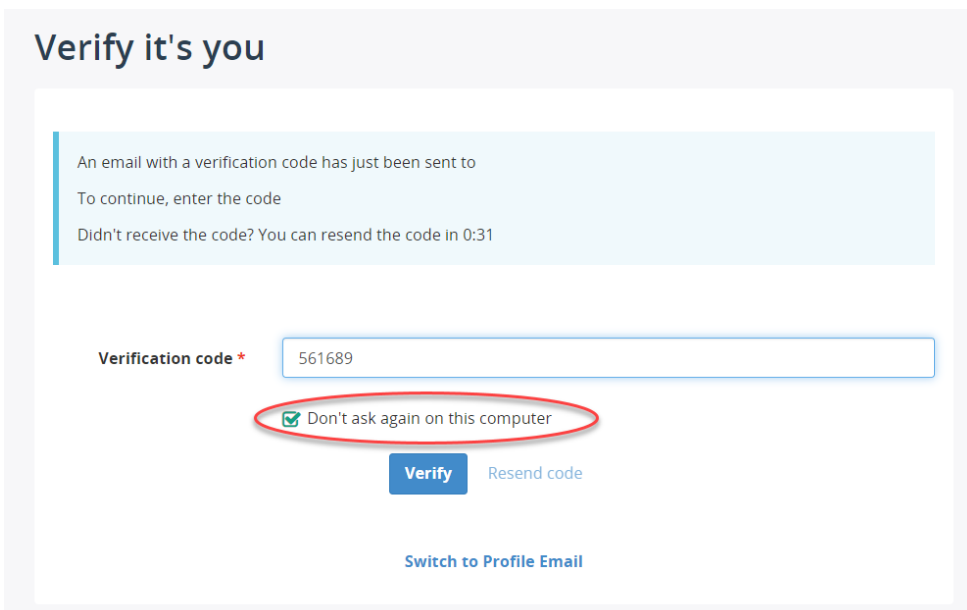 Verify it's you
An email with a verification code has just been sent to
To continue, enter the code
Didn't receive the code? You can resend the code in 0:31
Verification code * 561689
Don't ask again on this computer
Verify Resend code
Switch to Profile Email